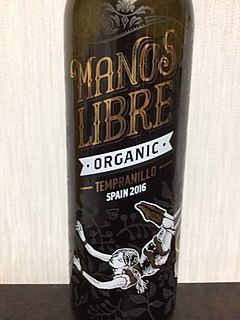 MANOS
LIBRE
• ORGANIC •
TEMPRANILLO
SPAIN 2016